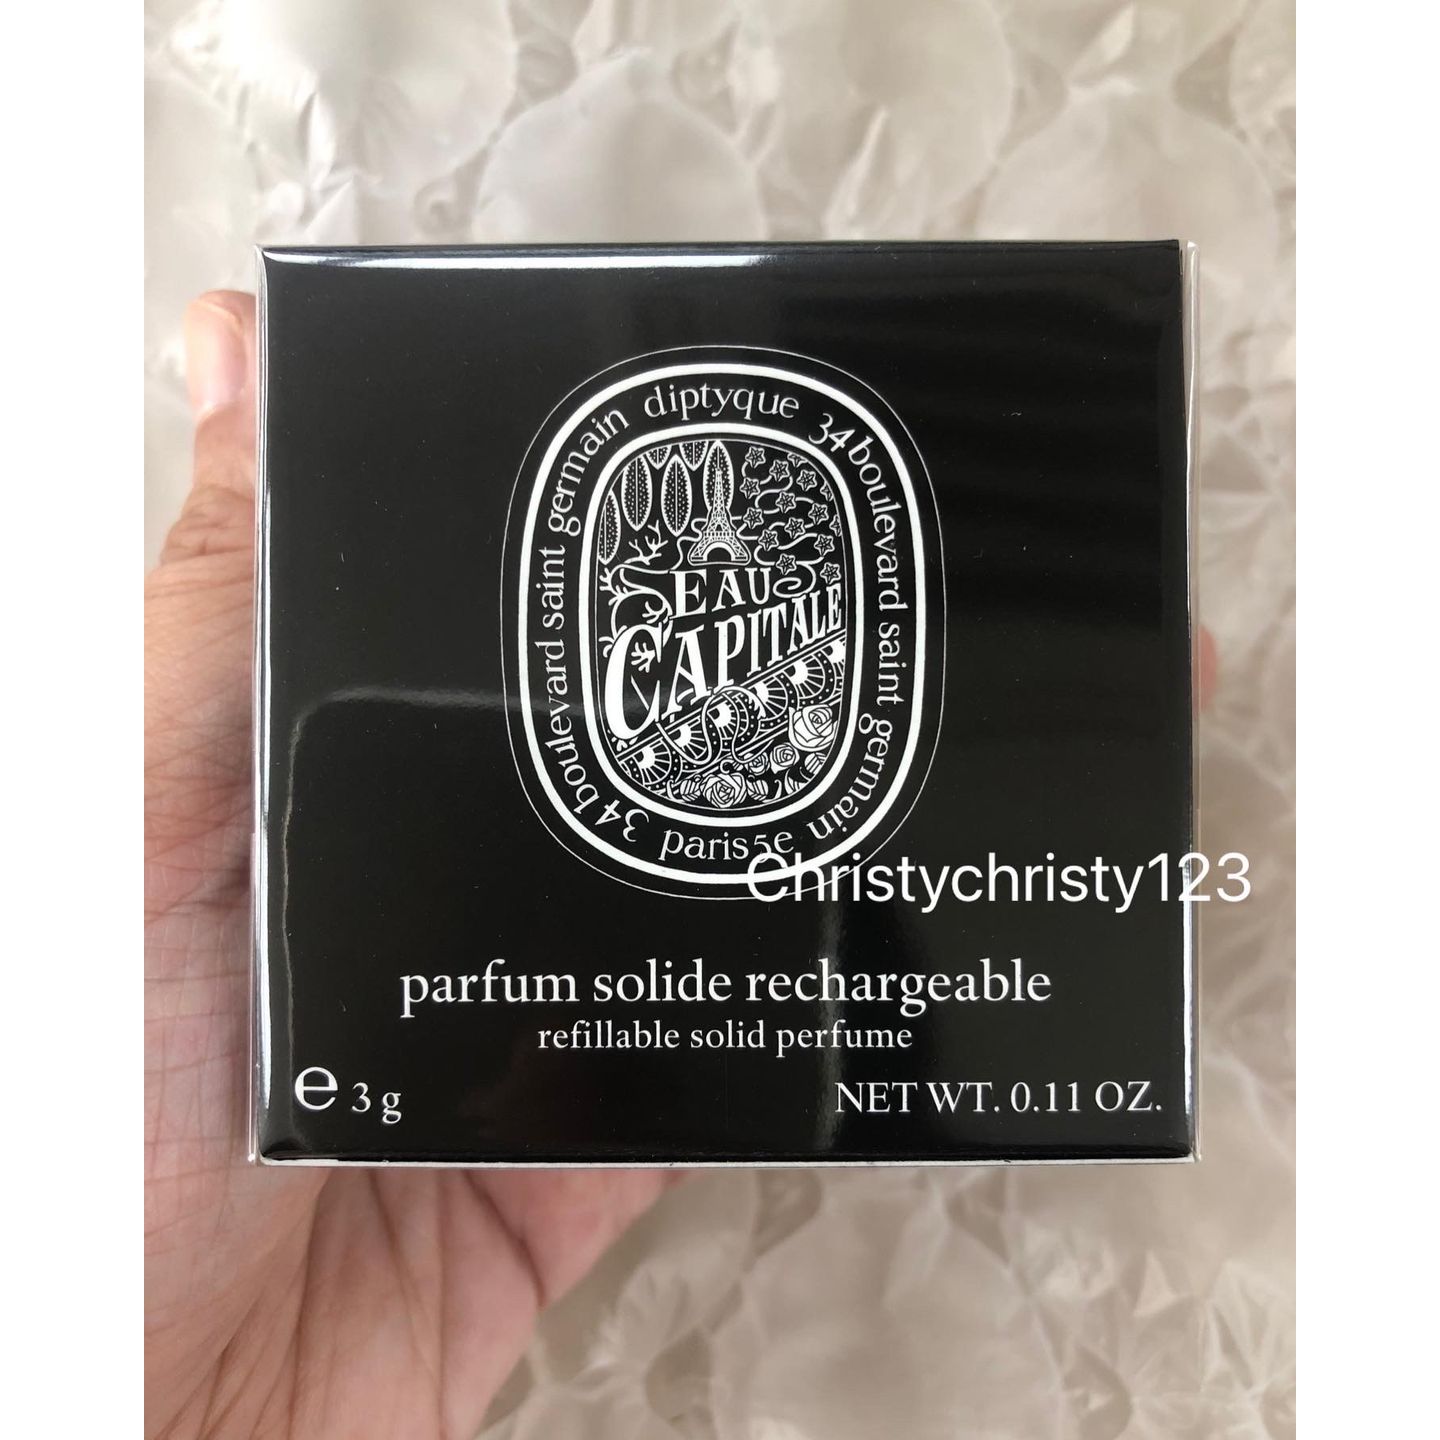 diptyque 34 boulevard saint germain
paris 5e
34 boulevard saint germain
EAU
CAPITALE
Christychristy123
parfum solide rechargeable
refillable solid perfume
e 3 g
NET WT. 0.11 OZ.